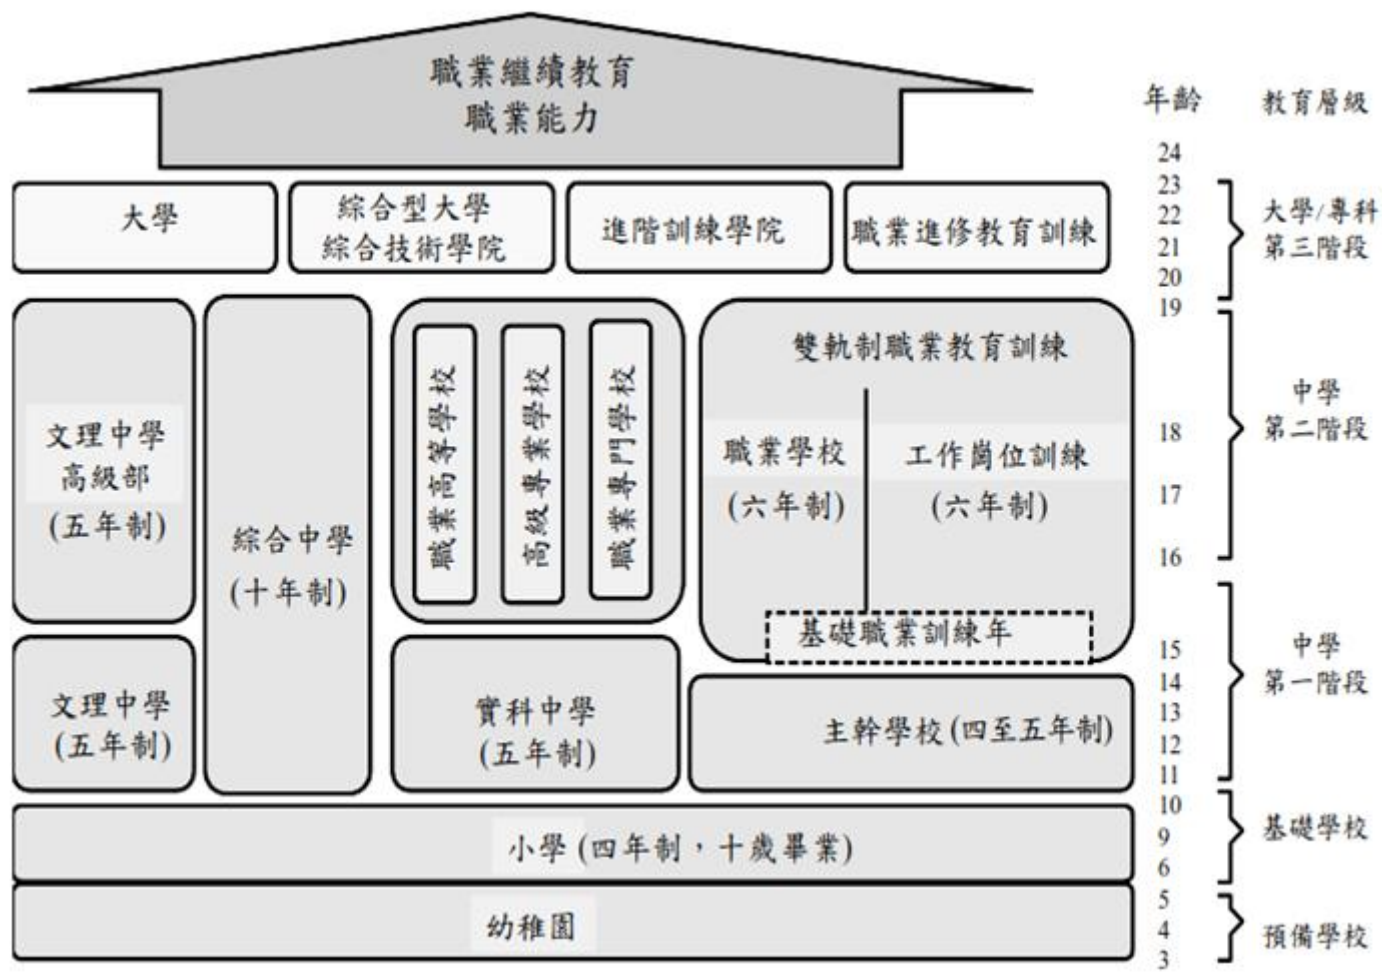 職業繼續教育
職業能力
年齡
教育層級
24
大學
綜合型大學
綜合技術學院
進階訓練學院
職業進修教育訓練
23
22
21
20
19
大學/專科
第三階段
文理中學
高級部
(五年制)
綜合中學
(十年制)
職業高等學校
高級專業學校
職業專門學校
雙軌制職業教育訓練
職業學校
(六年制)
工作崗位訓練
(六年制)
基礎職業訓練年
18
17
16
中學
第二階段
文理中學
(五年制)
實科中學
(五年制)
主幹學校(四至五年制)
15
14
13
12
11
中學
第一階段
小學(四年制，十歲畢業)
10
9
6
基礎學校
幼稚園
5
4
3
預備學校